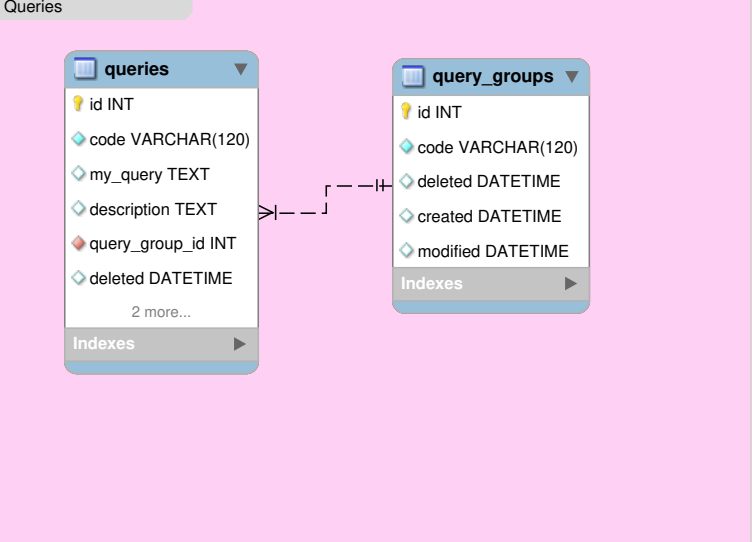 Queries
queries
id INT
code VARCHAR(120)
my_query TEXT
description TEXT
query_group_id INT
deleted DATETIME
2 more...
Indexes
query_groups
id INT
code VARCHAR(120)
deleted DATETIME
created DATETIME
modified DATETIME
Indexes